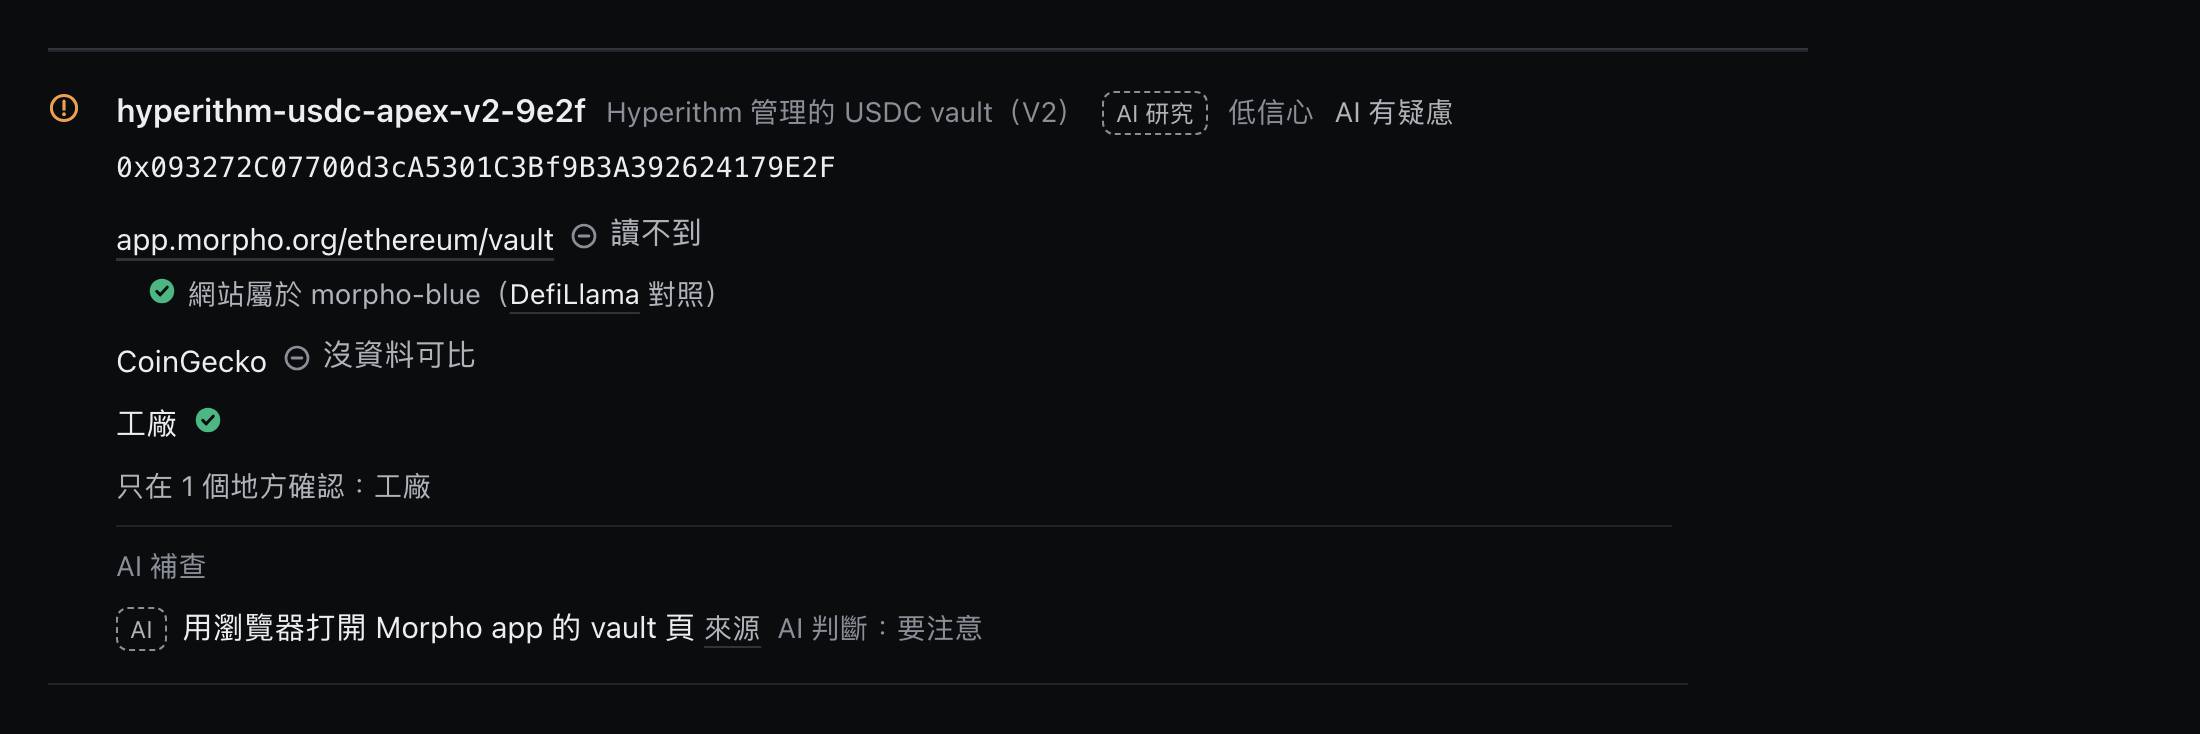 hyperithm-usdc-apex-v2-9e2f Hyperithm 管理的 USDC vault（V2） AI 研究 低信心 AI 有疑慮
0x093272C07700d3cA5301C3Bf9B3A392624179E2F
app.morpho.org/ethereum/vault 讀不到
網站屬於 morpho-blue（DefiLlama 對照）
CoinGecko 沒資料可比
工廠
只在 1 個地方確認：工廠
AI 補查
AI 用瀏覽器打開 Morpho app 的 vault 頁 來源 AI 判斷：要注意